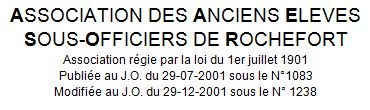 ASSOCIATION DES ANCIENS ELEVES
SOUS-OFFICIERS DE ROCHEFORT
Association régie par la loi du 1er juillet 1901
Publiée au J.O. du 29-07-2001 sous le N°1083
Modifiée au J.O. du 29-12-2001 sous le N° 1238